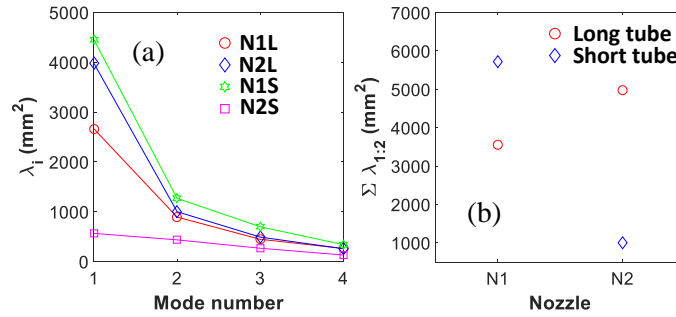 5000
4000
3000
2000
1000
0
λi (mm²)
(a)
N1L
N2L
N1S
N2S
1 2 3 4
Mode number
7000
6000
5000
4000
3000
2000
1000
Σ λ1:2 (mm²)
Long tube
Short tube
(b)
N1 N2
Nozzle